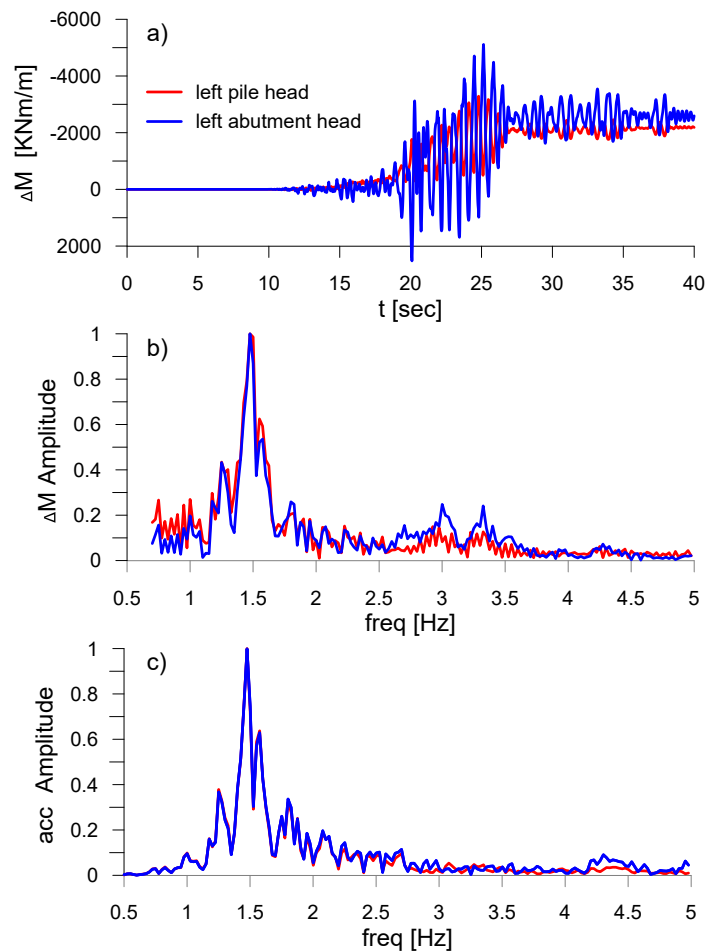 a)
ΔM [KNm/m]
-6000
-4000
-2000
0
2000
left pile head
left abutment head
0 5 10 15 20 25 30 35 40
t [sec]
b)
ΔM Amplitude
1
0.8
0.6
0.4
0.2
0
0.5 1 1.5 2 2.5 3 3.5 4 4.5 5
freq [Hz]
c)
acc Amplitude
1
0.8
0.6
0.4
0.2
0
0.5 1 1.5 2 2.5 3 3.5 4 4.5 5
freq [Hz]